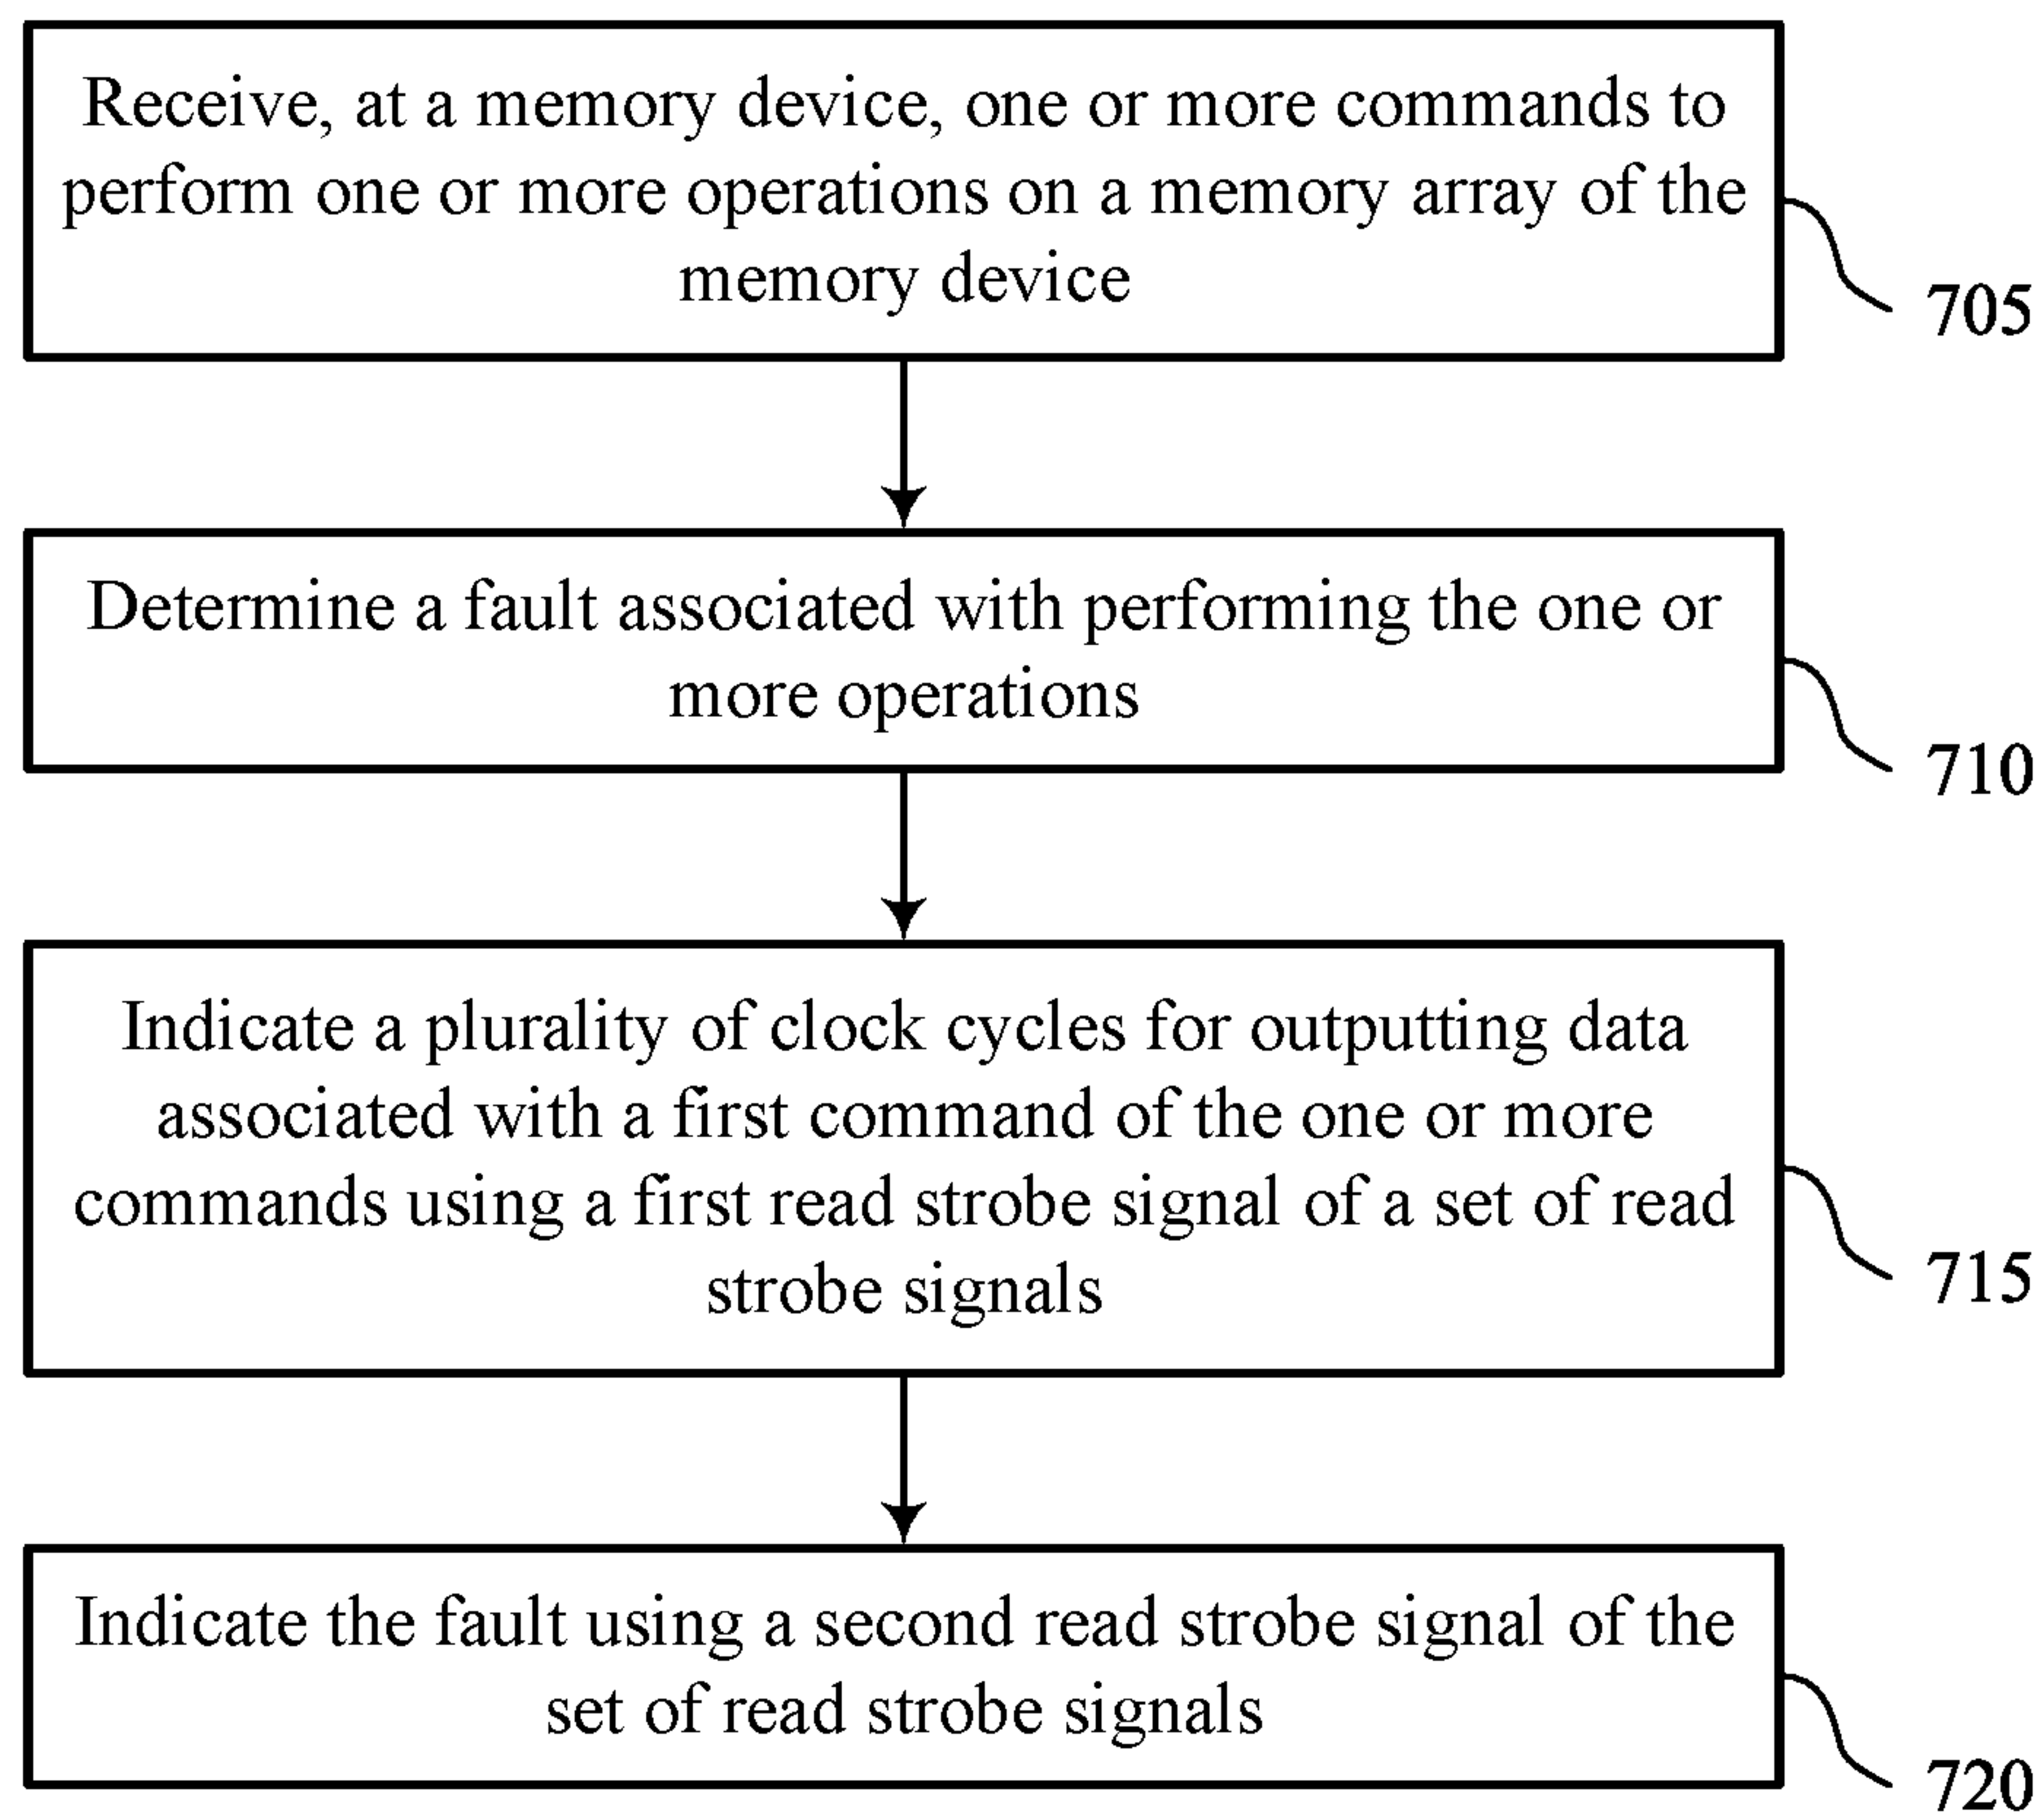 Receive, at a memory device, one or more commands to
perform one or more operations on a memory array of the
memory device
705
Determine a fault associated with performing the one or
more operations
710
Indicate a plurality of clock cycles for outputting data
associated with a first command of the one or more
commands using a first read strobe signal of a set of read
strobe signals
715
Indicate the fault using a second read strobe signal of the
set of read strobe signals
720